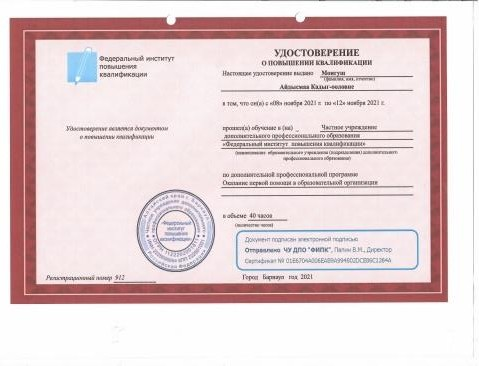 Федеральный институт
повышения
квалификации
Удостоверение является документом
о повышении квалификации
Регистрационный номер 912
УДОСТОВЕРЕНИЕ
О ПОВЫШЕНИИ КВАЛИФИКАЦИИ
Настоящее удостоверение выдано Монгуш
(фамилия, имя, отчество)
Айдысмаа Кадыг-ооловне
в том, что он(а) с «08» ноября 2021 г по «12» ноября 2021 г.
прошел(а) обучение в (на) Частное учреждение
дополнительного профессионального образования
«Федеральный институт повышения квалификации»
(наименование образовательного учреждения (подразделения) дополнительного
профессионального образования)
по дополнительной профессиональной программе
Оказание первой помощи в образовательной организации
в объеме 40 часов
(количество часов)
Документ подписан электронной подписью
Отправлено ЧУ ДПО "ФИПК", Папин В.М., Директор
Сертификат №
Город Барнаул год 2021
«Федеральный
институт
повышения
квалификации»